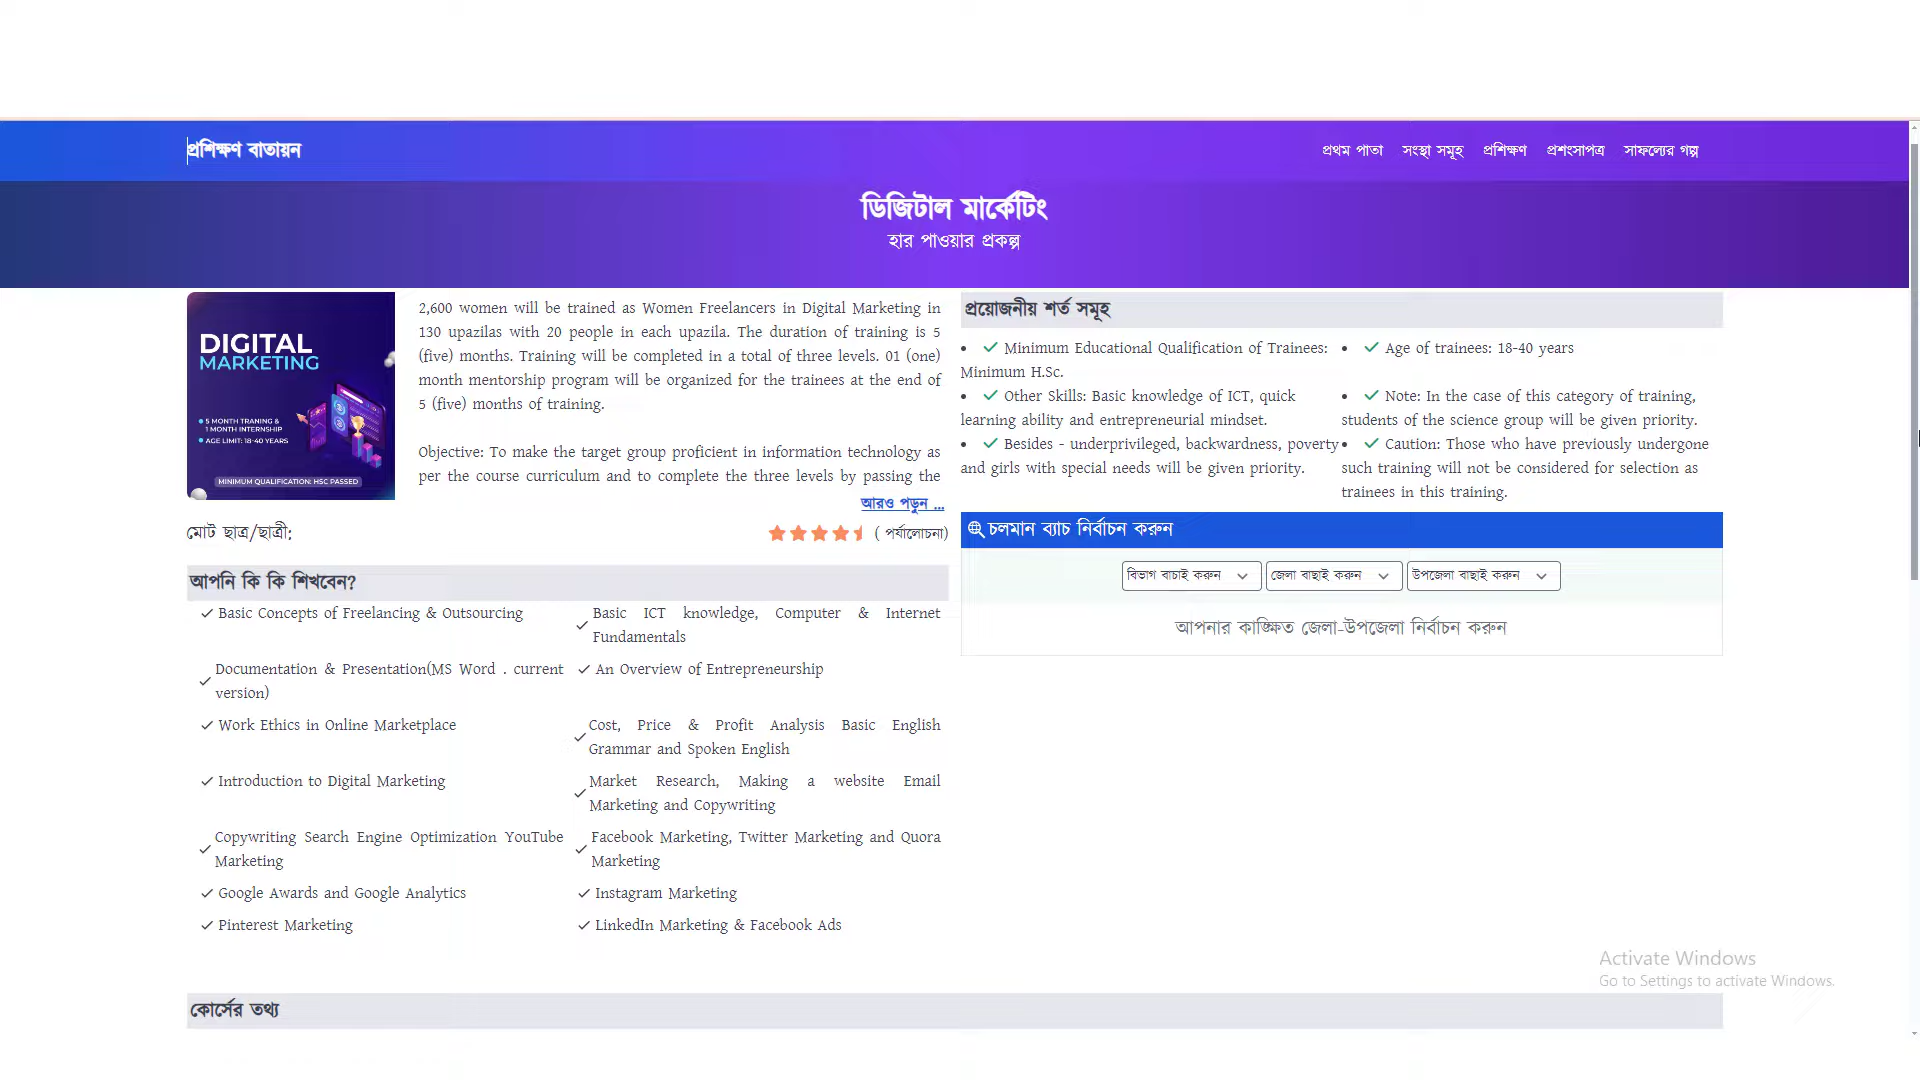 প্রশিক্ষণ বাতায়ন
প্রথম পাতা সংস্থা সমূহ প্রশিক্ষণ প্রশংসাপত্র সাফল্যের গল্প
ডিজিটাল মার্কেটিং
হার পাওয়ার প্রকল্প
DIGITAL
MARKETING
5 MONTH TRANING &
1 MONTH INTERNSHIP
AGE LIMIT: 18-40 YEARS
MINIMUM QUALIFICATION: HSC PASSED
2,600 women will be trained as Women Freelancers in Digital Marketing in
130 upazilas with 20 people in each upazila. The duration of training is 5
(five) months. Training will be completed in a total of three levels. 01 (one)
month mentorship program will be organized for the trainees at the end of
5 (five) months of training.
Objective: To make the target group proficient in information technology as
per the course curriculum and to complete the three levels by passing the
আরও পড়ুন ...
মোট ছাত্র/ছাত্রী:
( পর্যালোচনা)
আপনি কি কি শিখবেন?
Basic Concepts of Freelancing & Outsourcing
Basic ICT knowledge, Computer & Internet
Fundamentals
Documentation & Presentation(MS Word . current
version)
An Overview of Entrepreneurship
Work Ethics in Online Marketplace
Cost, Price & Profit Analysis Basic English
Grammar and Spoken English
Introduction to Digital Marketing
Market Research, Making a website Email
Marketing and Copywriting
Copywriting Search Engine Optimization YouTube
Marketing
Facebook Marketing, Twitter Marketing and Quora
Marketing
Google Awards and Google Analytics
Instagram Marketing
Pinterest Marketing
LinkedIn Marketing & Facebook Ads
প্রয়োজনীয় শর্ত সমূহ
Minimum Educational Qualification of Trainees:
Minimum H.Sc.
Age of trainees: 18-40 years
Other Skills: Basic knowledge of ICT, quick
learning ability and entrepreneurial mindset.
Note: In the case of this category of training,
students of the science group will be given priority.
Besides - underprivileged, backwardness, poverty
and girls with special needs will be given priority.
Caution: Those who have previously undergone
such training will not be considered for selection as
trainees in this training.
চলমান ব্যাচ নির্বাচন করুন
বিভাগ বাচাই করুন জেলা বাছাই করুন উপজেলা বাছাই করুন
আপনার কাঙ্ক্ষিত জেলা-উপজেলা নির্বাচন করুন
Activate Windows
Go to Settings to activate Windows.
কোর্সের তথ্য